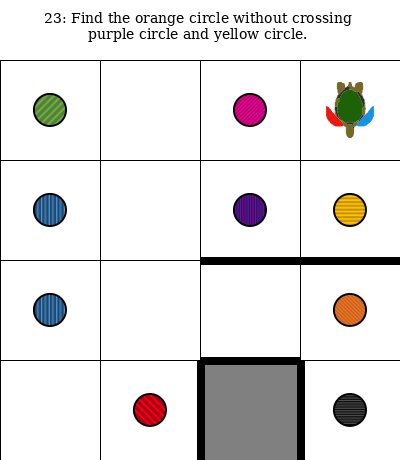 23: Find the orange circle without crossing
purple circle and yellow circle.